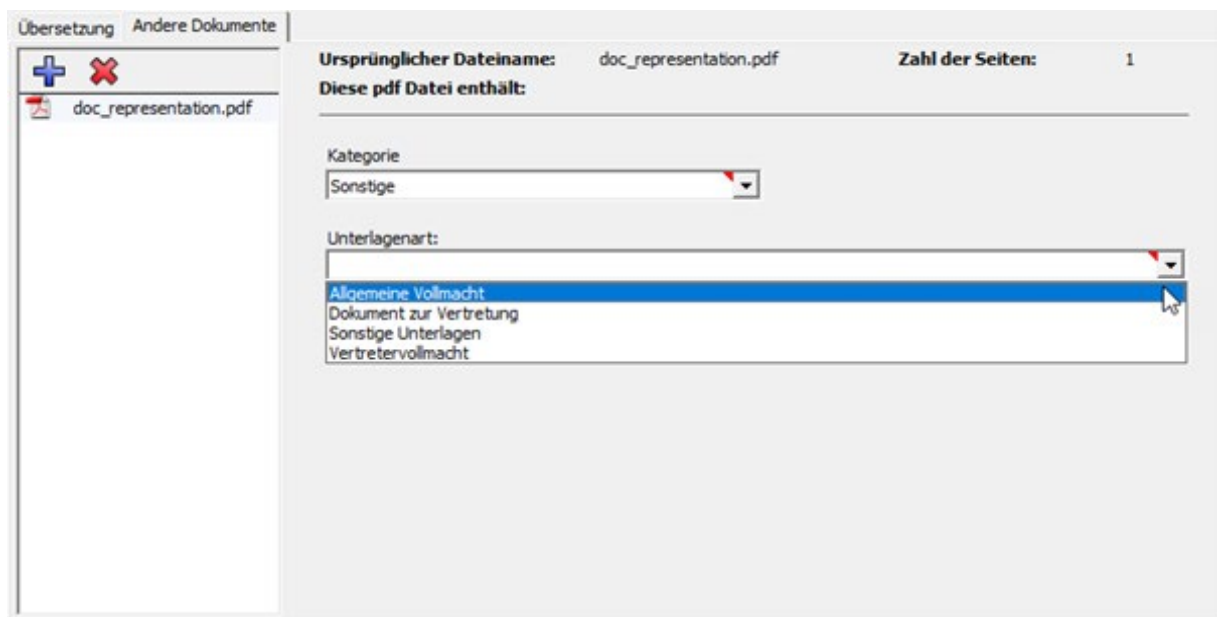 Übersetzung Andere Dokumente
doc_representation.pdf
Ursprünglicher Dateiname: doc_representation.pdf Zahl der Seiten: 1
Diese pdf Datei enthält:
Kategorie
Sonstige
Unterlagenart:
Allgemeine Vollmacht
Dokument zur Vertretung
Sonstige Unterlagen
Vertretervollmacht